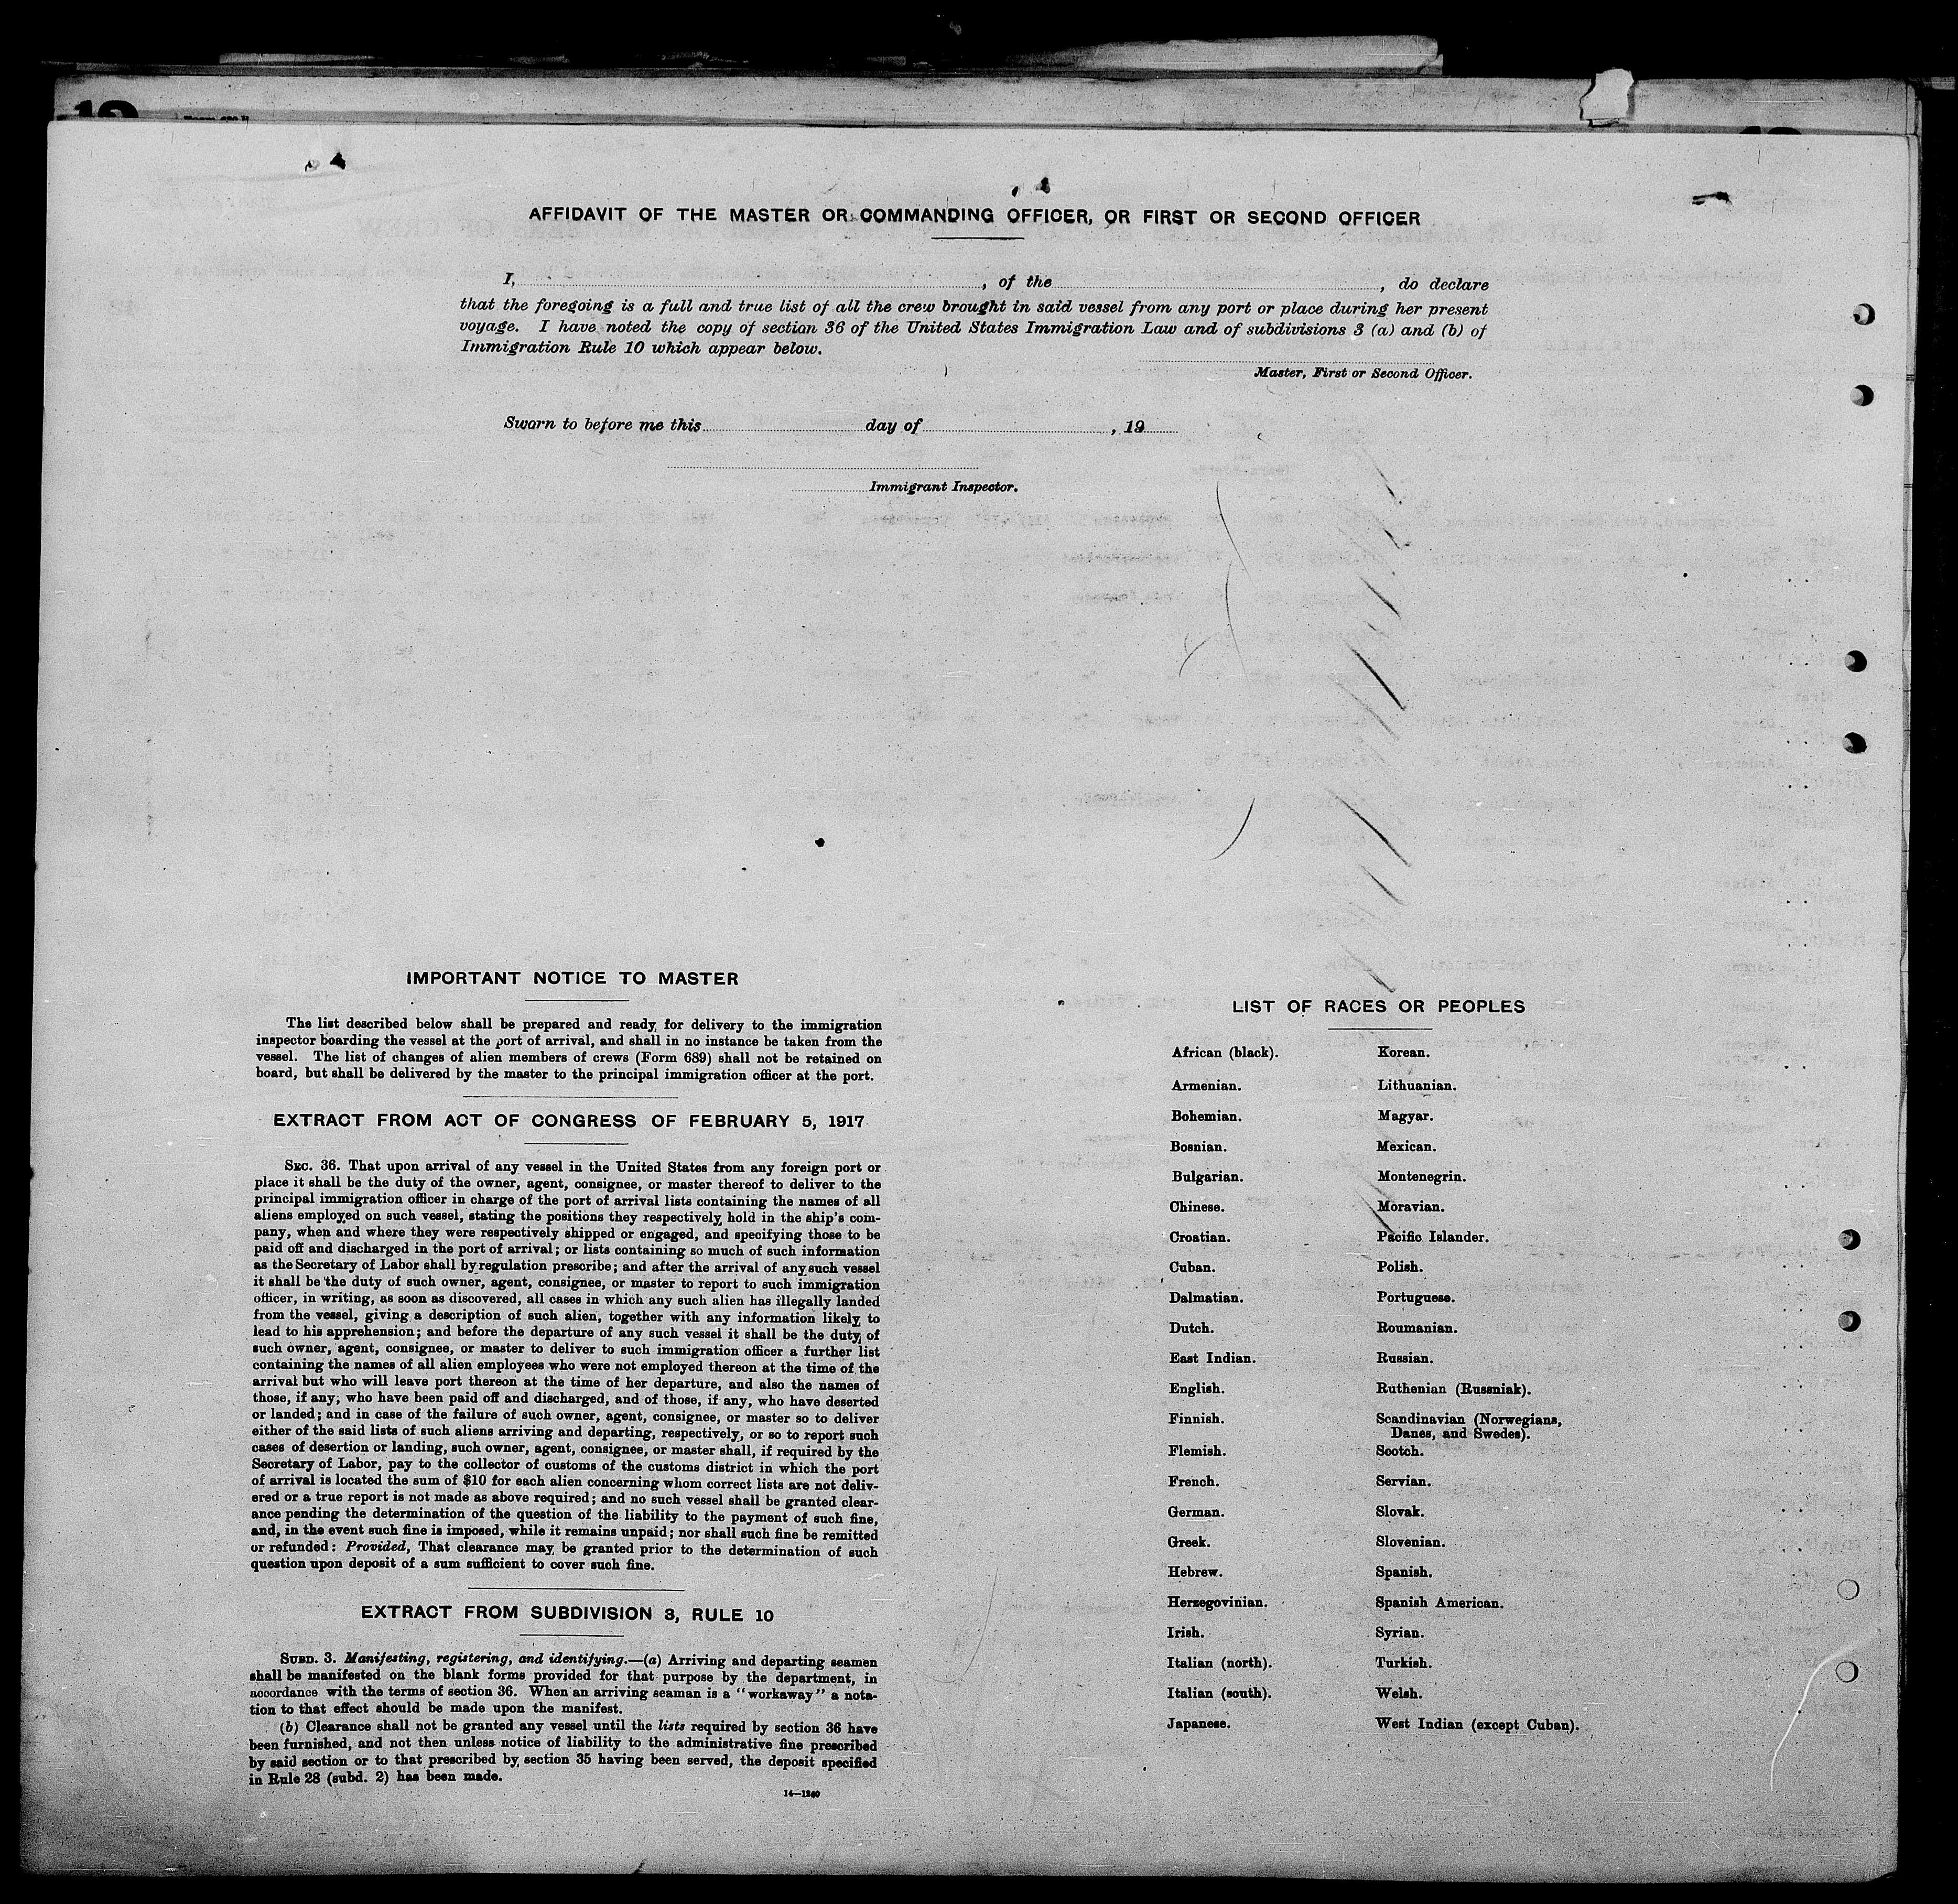 AFFIDAVIT OF THE MASTER OR COMMANDING OFFICER, OR FIRST OR SECOND OFFICER
I, , of the , do declare
that the foregoing is a full and true list of all the crew brought in said vessel from any port or place during her present
voyage. I have noted the copy of section 36 of the United States Immigration Law and of subdivisions 3 (a) and (b) of
Immigration Rule 10 which appear below.
Master, First or Second Officer.
Sworn to before me this day of , 19
Immigrant Inspector.
IMPORTANT NOTICE TO MASTER
The list described below shall be prepared and ready for delivery to the immigration
inspector boarding the vessel at the port of arrival, and shall in no instance be taken from the
vessel. The list of changes of alien members of crews (Form 689) shall not be retained on
board, but shall be delivered by the master to the principal immigration officer at the port.
EXTRACT FROM ACT OF CONGRESS OF FEBRUARY 5, 1917
SEC. 36. That upon arrival of any vessel in the United States from any foreign port or
place it shall be the duty of the owner, agent, consignee, or master thereof to deliver to the
principal immigration officer in charge of the port of arrival lists containing the names of all
aliens employed on such vessel, stating the positions they respectively hold in the ship's com-
pany, when and where they were respectively shipped or engaged, and specifying those to be
paid off and discharged in the port of arrival; or lists containing so much of such information
as the Secretary of Labor shall by regulation prescribe; and after the arrival of any such vessel
it shall be the duty of such owner, agent, consignee, or master to report to such immigration
officer, in writing, as soon as discovered, all cases in which any such alien has illegally landed
from the vessel, giving a description of such alien, together with any information likely to
lead to his apprehension; and before the departure of any such vessel it shall be the duty of
such owner, agent, consignee, or master to deliver to such immigration officer a further list
containing the names of all alien employees who were not employed thereon at the time of the
arrival but who will leave port thereon at the time of her departure, and also the names of
those, if any, who have been paid off and discharged, and of those, if any, who have deserted
or landed; and in case of the failure of such owner, agent, consignee, or master so to deliver
either of the said lists of such aliens arriving and departing, respectively, or so to report such
cases of desertion or landing, such owner, agent, consignee, or master shall, if required by the
Secretary of Labor, pay to the collector of customs of the customs district in which the port
of arrival is located the sum of $10 for each alien concerning whom correct lists are not deliv-
ered or a true report is not made as above required; and no such vessel shall be granted clear-
ance pending the determination of the question of the liability to the payment of such fine,
and, in the event such fine is imposed, while it remains unpaid; nor shall such fine be remitted
or refunded: Provided, That clearance may be granted prior to the determination of such
question upon deposit of a sum sufficient to cover such fine.
EXTRACT FROM SUBDIVISION 3, RULE 10
SUBD. 3. Manifesting, registering, and identifying.—(a) Arriving and departing seamen
shall be manifested on the blank forms provided for that purpose by the department, in
accordance with the terms of section 36. When an arriving seaman is a "workaway" a nota-
tion to that effect should be made upon the manifest.
(b) Clearance shall not be granted any vessel until the lists required by section 36 have
been furnished, and not then unless notice of liability to the administrative fine prescribed
by said section or to that prescribed by section 35 having been served, the deposit specified
in Rule 28 (subd. 2) has been made.
14—1240
LIST OF RACES OR PEOPLES
African (black).
Armenian.
Bohemian.
Bosnian.
Bulgarian.
Chinese.
Croatian.
Cuban.
Dalmatian.
Dutch.
East Indian.
English.
Finnish.
Flemish.
French.
German.
Greek.
Hebrew.
Herzegovinian.
Irish.
Italian (north).
Italian (south).
Japanese.
Korean.
Lithuanian.
Magyar.
Mexican.
Montenegrin.
Moravian.
Pacific Islander.
Polish.
Portuguese.
Roumanian.
Russian.
Ruthenian (Russniak).
Scandinavian (Norwegians,
Danes, and Swedes).
Scotch.
Servian.
Slovak.
Slovenian.
Spanish.
Spanish American.
Syrian.
Turkish.
Welsh.
West Indian (except Cuban).